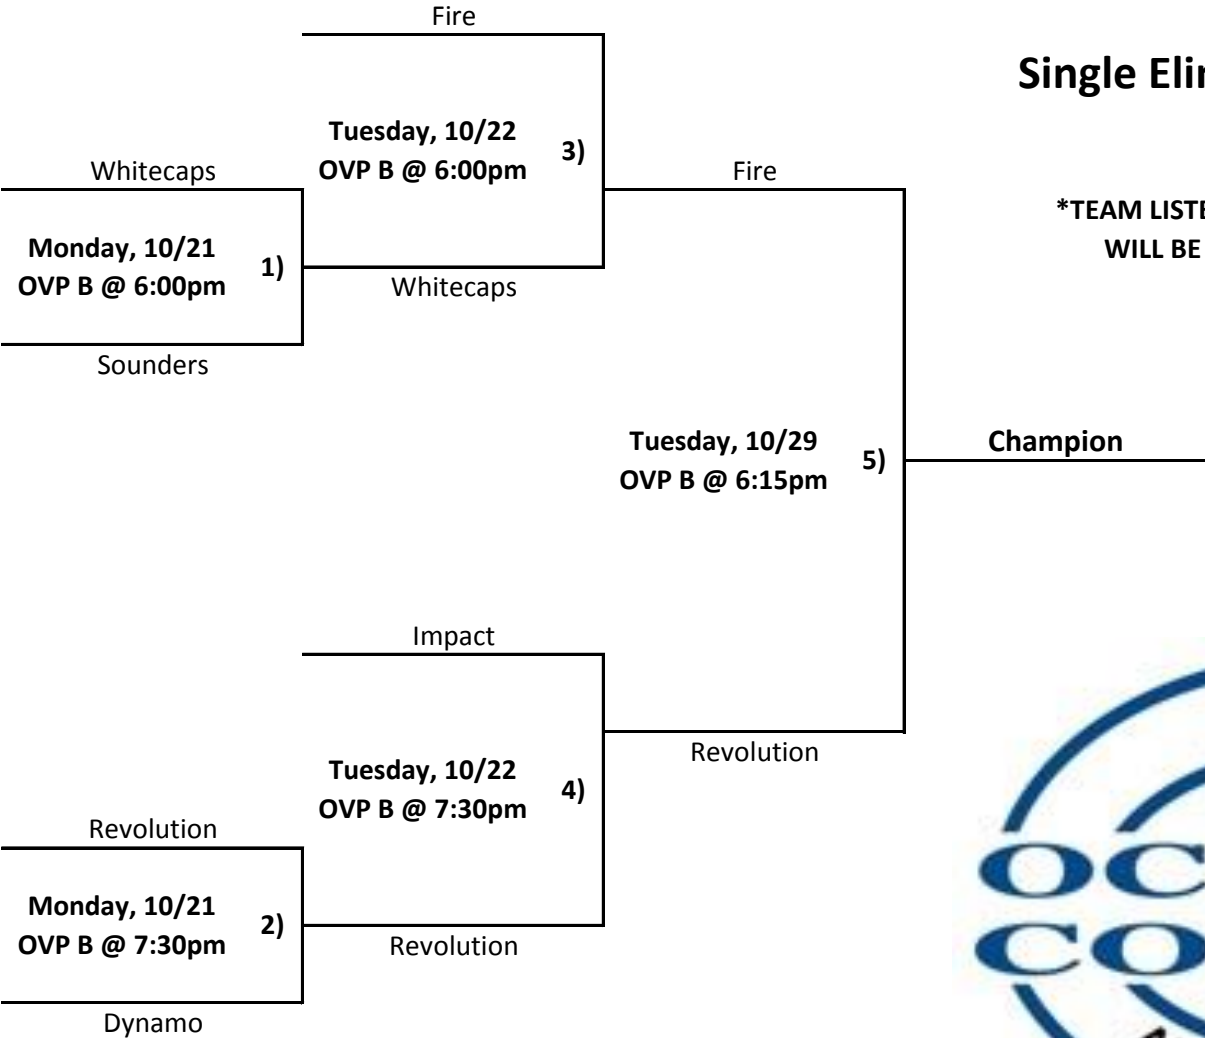 Fire
Single Eli
Tuesday, 10/22
OVP B @ 6:00pm
3)
Whitecaps
Fire
*TEAM LISTE
WILL BE
Monday, 10/21
OVP B @ 6:00pm
1)
Whitecaps
Sounders
Tuesday, 10/29
OVP B @ 6:15pm
5)
Champion
Impact
Revolution
Tuesday, 10/22
OVP B @ 7:30pm
4)
Revolution
Monday, 10/21
OVP B @ 7:30pm
2)
Revolution
Dynamo
OC
CO